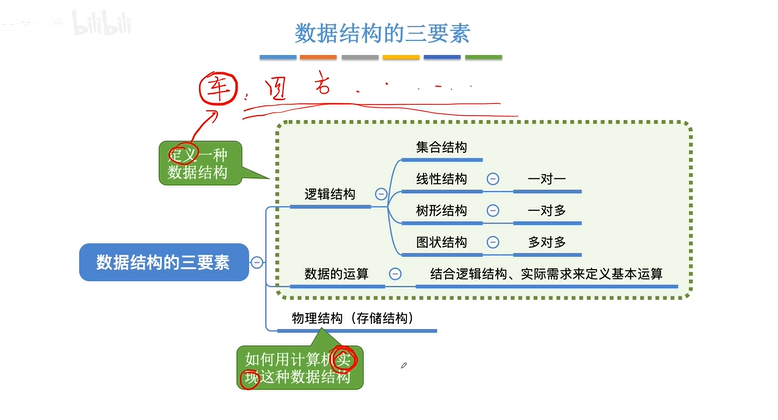 bilibili
数据结构的三要素
车：圆 方
定义一种
数据结构
集合结构
线性结构
一对一
逻辑结构
树形结构
一对多
图状结构
多对多
数据结构的三要素
数据的运算
结合逻辑结构、实际需求来定义基本运算
物理结构（存储结构）
如何用计算机实
现这种数据结构